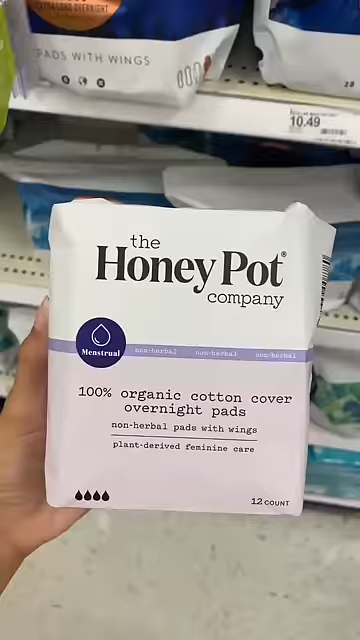 PADS WITH WINGS
10.49
the
Honey Pot®
company
Menstrual
non-herbal non-herbal non-herbal
100% organic cotton cover
overnight pads
non-herbal pads with wings
plant-derived feminine care
12 COUNT